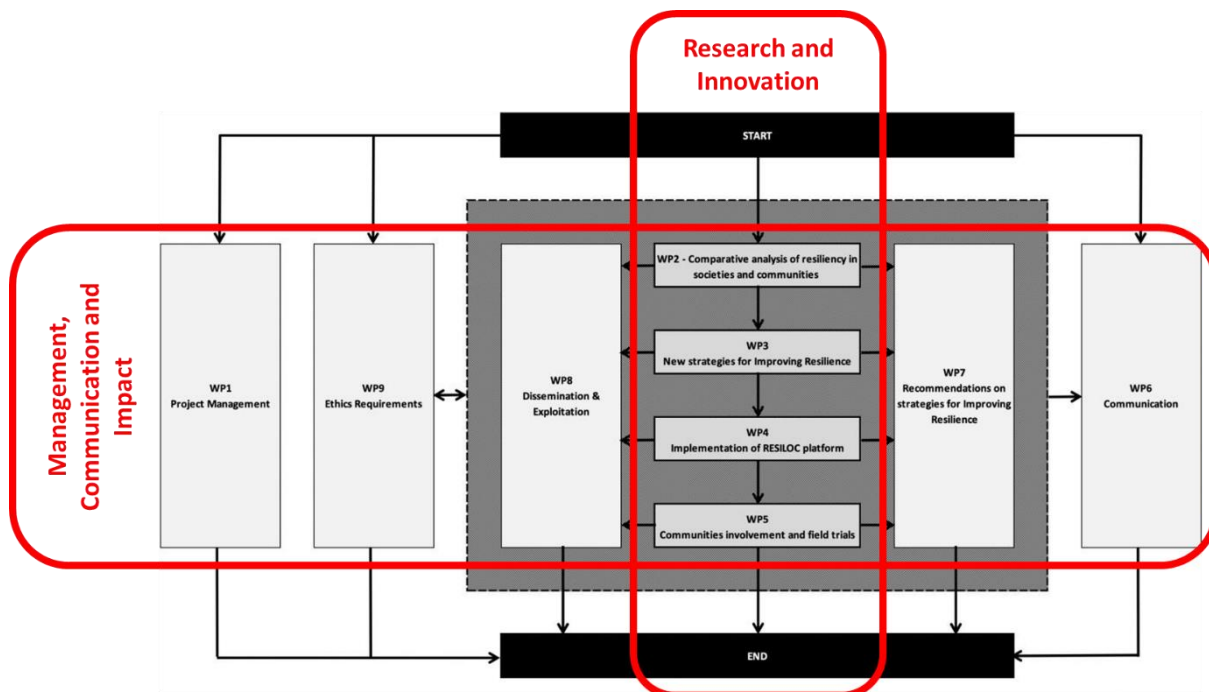 Research and
Innovation
START
Management,
Communication and
Impact
WP1
Project Management
WP9
Ethics Requirements
WP8
Dissemination &
Exploitation
WP2 - Comparative analysis of resiliency in
societies and communities
WP3
New strategies for Improving Resilience
WP4
Implementation of RESILOC platform
WP5
Communities involvement and field trials
WP7
Recommendations on
strategies for Improving
Resilience
WP6
Communication
END